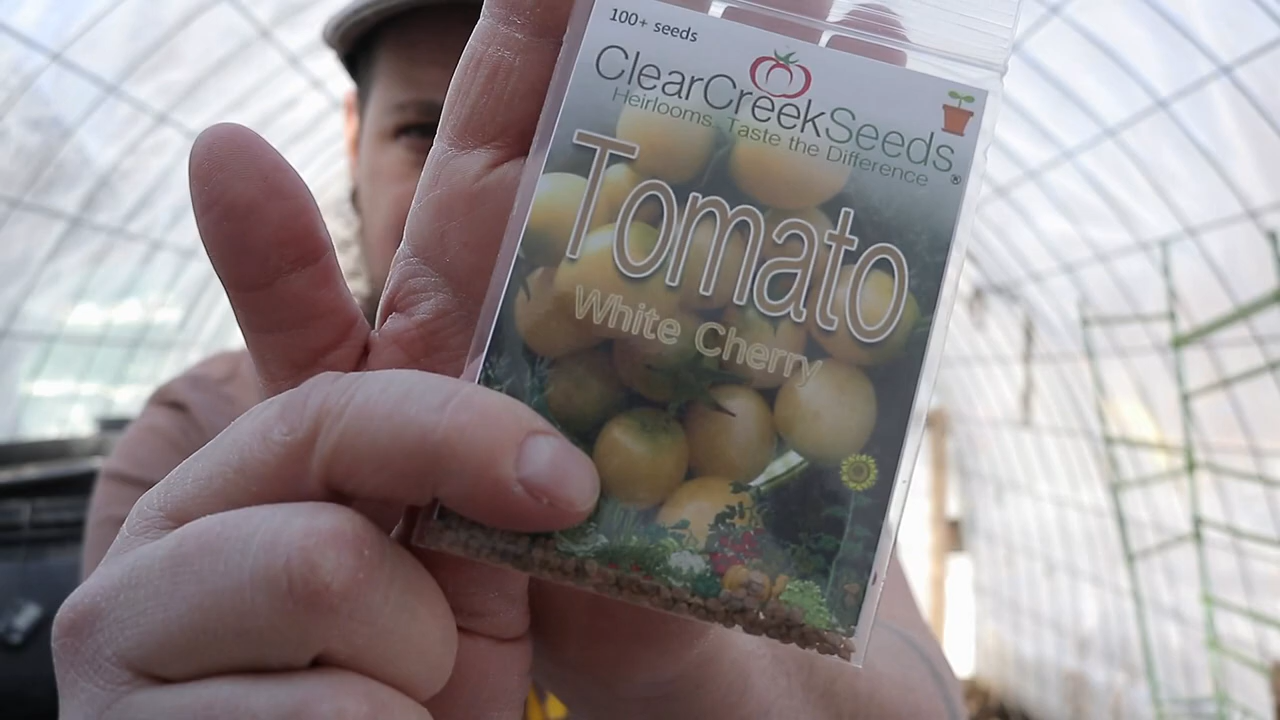 100+ seeds
ClearCreekSeeds®
Heirlooms. Taste the Difference
Tomato
White Cherry